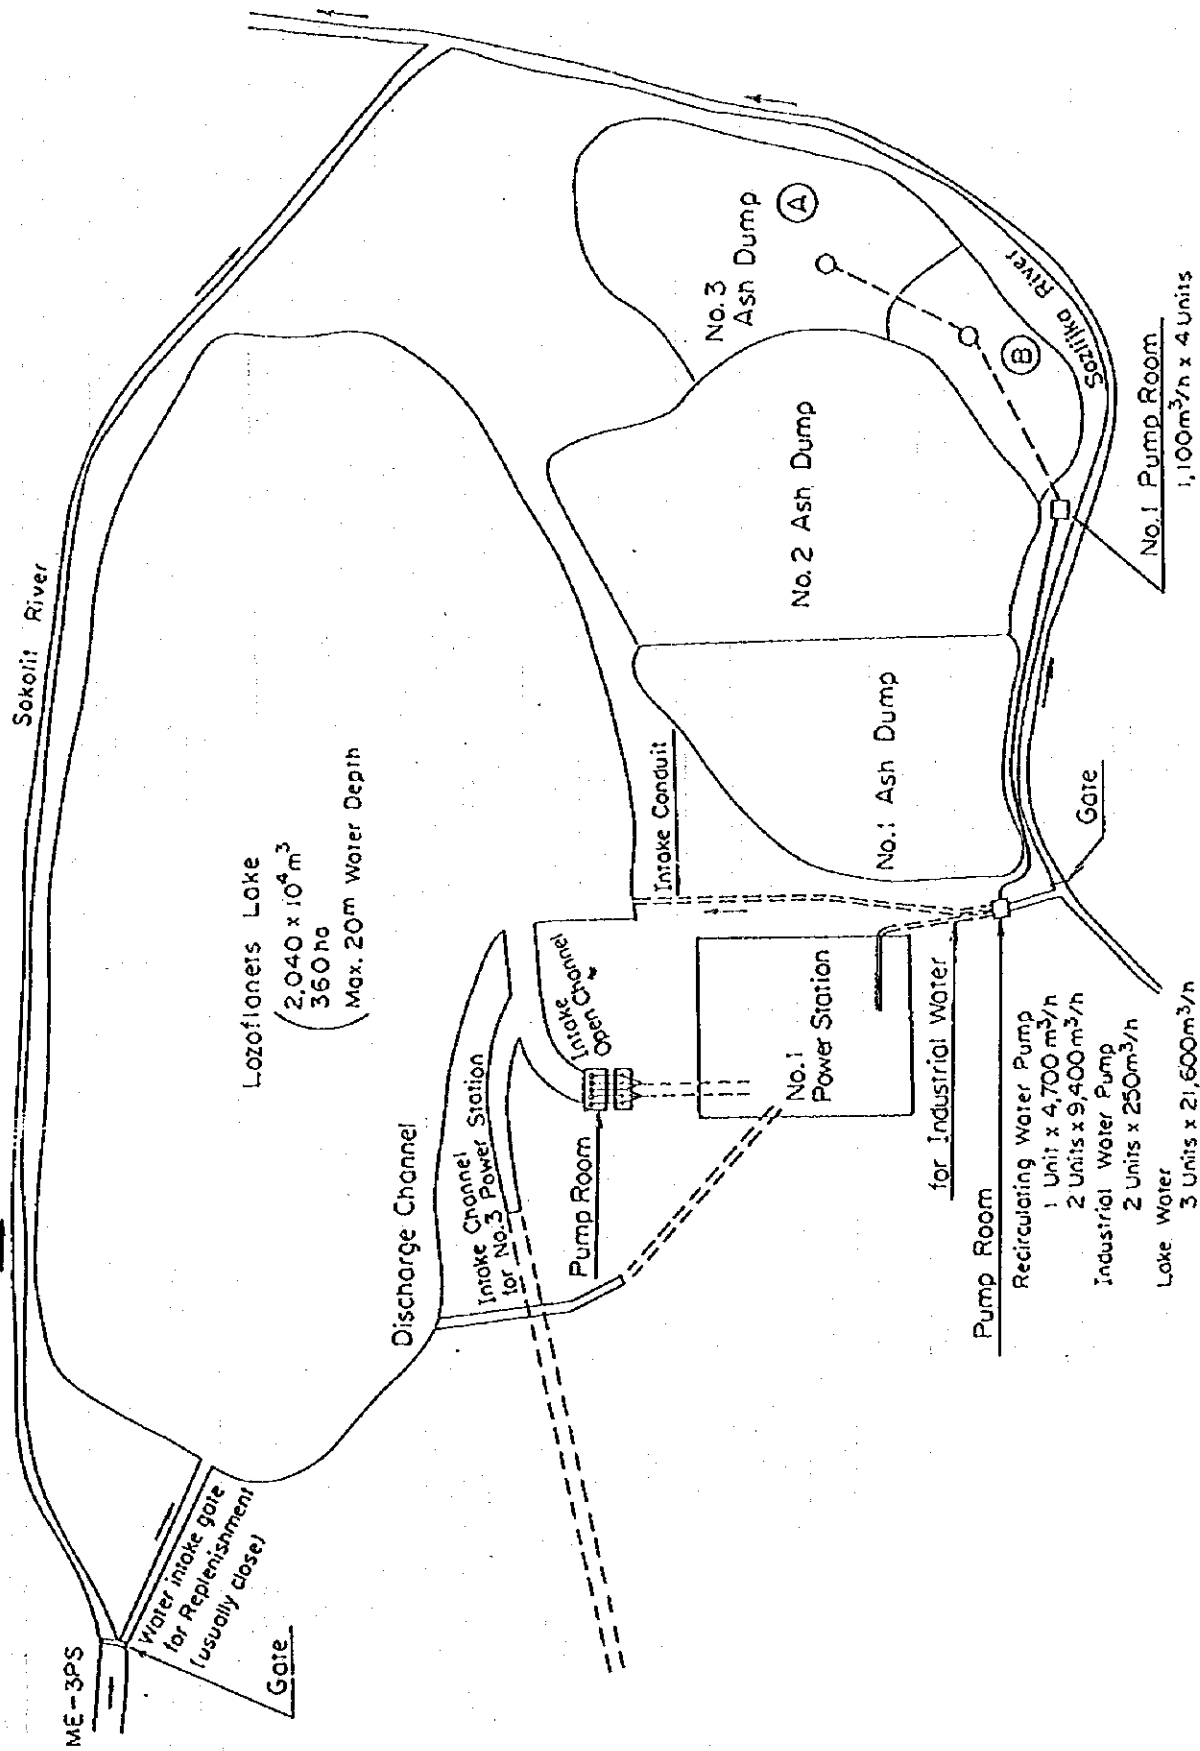 ME-3PS
Water intake gate
for Replenishment
(usually close)
Gate
Sokolit River
Lozoflanets Lake
2,040 x 10⁴m³
360ha
Max. 20m Water Depth
Discharge Channel
Intake Channel
for No.3 Power Station
Pump Room
Intake
Open Channel
Intake Conduit
No.1
Power Station
for Industrial Water
Pump Room
Recirculating Water Pump
1 Unit x 4,700 m³/h
2 Units x 9,400m³/h
Industrial Water Pump
2 Units x 250m³/h
Lake Water
3 Units x 21,600m³/h
Gate
No.1 Ash Dump
No.2 Ash Dump
No.3
Ash Dump
A
B
Sozlijka River
No.1 Pump Room
1,100m³/h x 4 Units